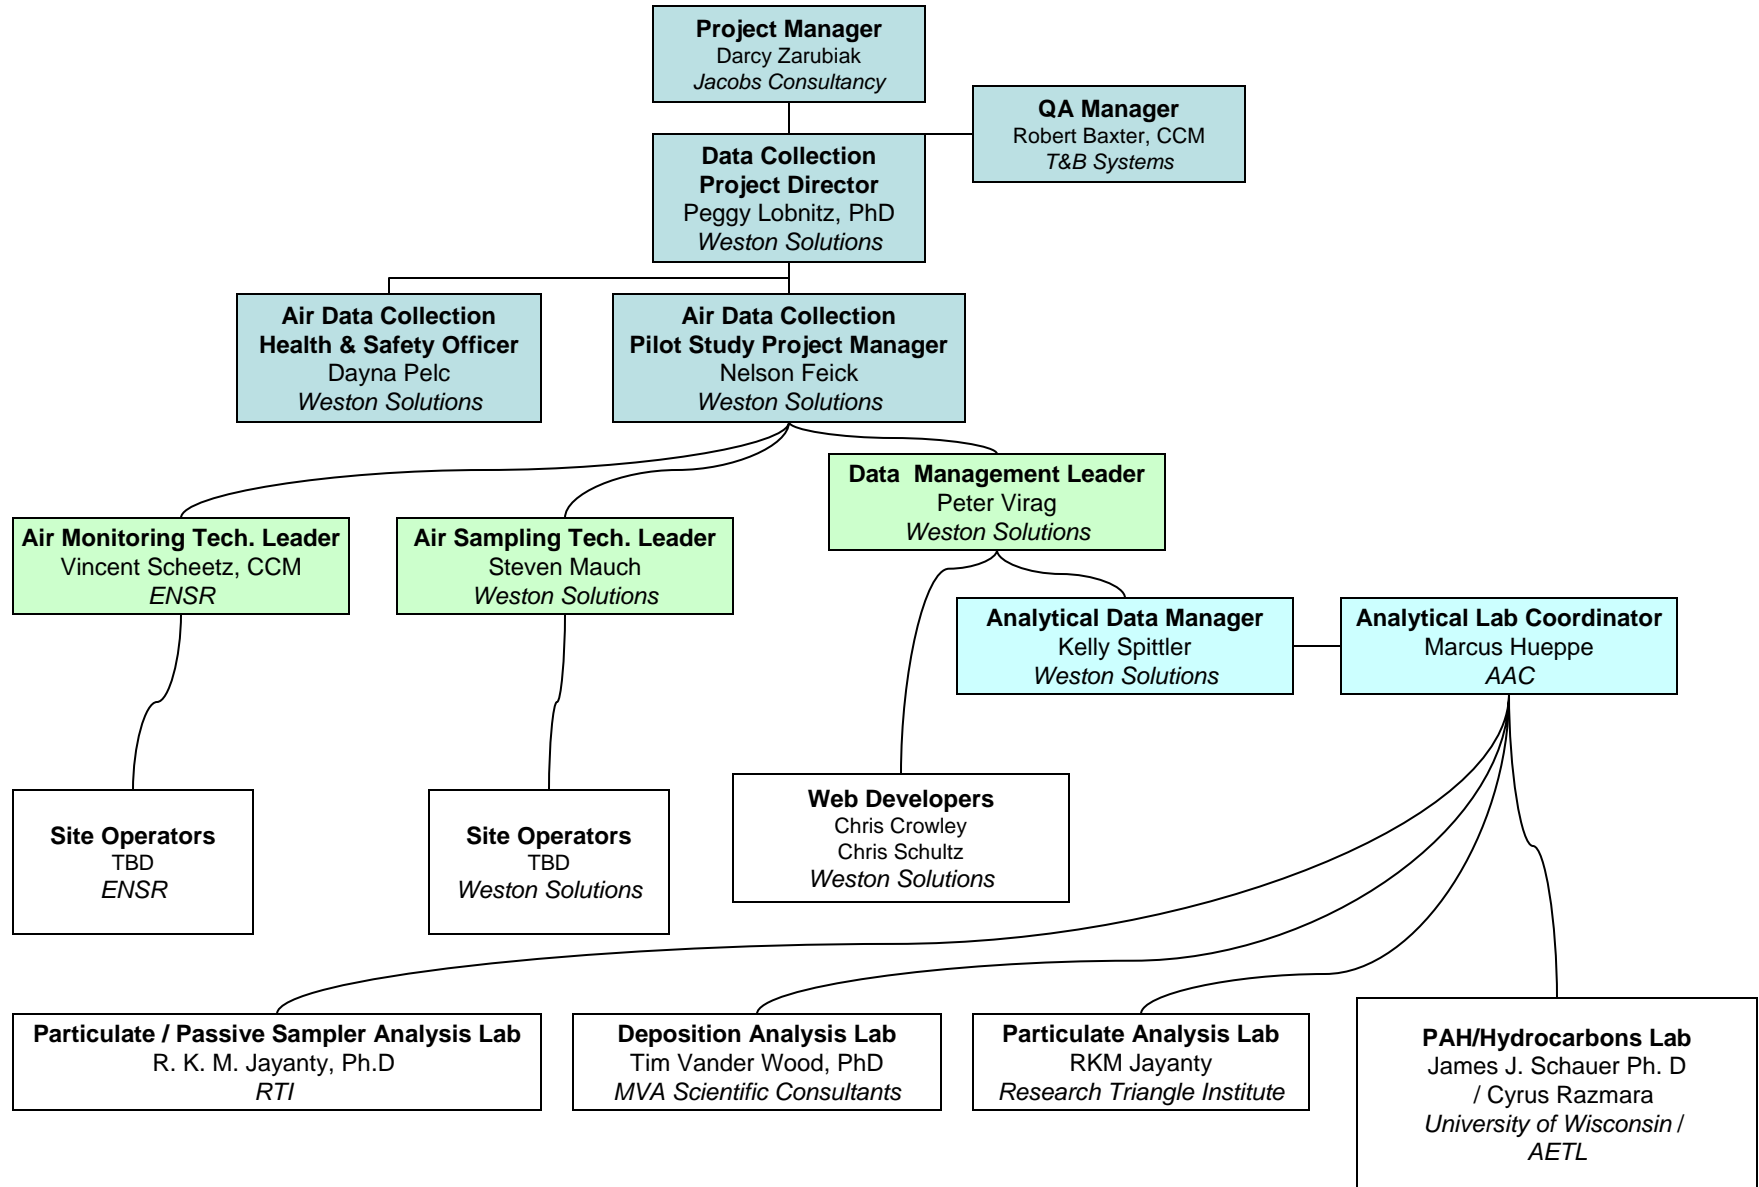 Project Manager
Darcy Zarubiak
Jacobs Consultancy
QA Manager
Robert Baxter, CCM
T&B Systems
Data Collection
Project Director
Peggy Lobnitz, PhD
Weston Solutions
Air Data Collection
Health & Safety Officer
Dayna Pelc
Weston Solutions
Air Data Collection
Pilot Study Project Manager
Nelson Feick
Weston Solutions
Data  Management Leader
Peter Virag
Weston Solutions
Air Monitoring Tech. Leader
Vincent Scheetz, CCM
ENSR
Air Sampling Tech. Leader
Steven Mauch
Weston Solutions
Analytical Data Manager
Kelly Spittler
Weston Solutions
Analytical Lab Coordinator
Marcus Hueppe
AAC
Site Operators
TBD
ENSR
Site Operators
TBD
Weston Solutions
Web Developers
Chris Crowley
Chris Schultz
Weston Solutions
Particulate / Passive Sampler Analysis Lab
R. K. M. Jayanty, Ph.D
RTI
Deposition Analysis Lab
Tim Vander Wood, PhD
MVA Scientific Consultants
Particulate Analysis Lab
RKM Jayanty
Research Triangle Institute
PAH/Hydrocarbons Lab
James J. Schauer Ph. D
/ Cyrus Razmara
University of Wisconsin /
AETL